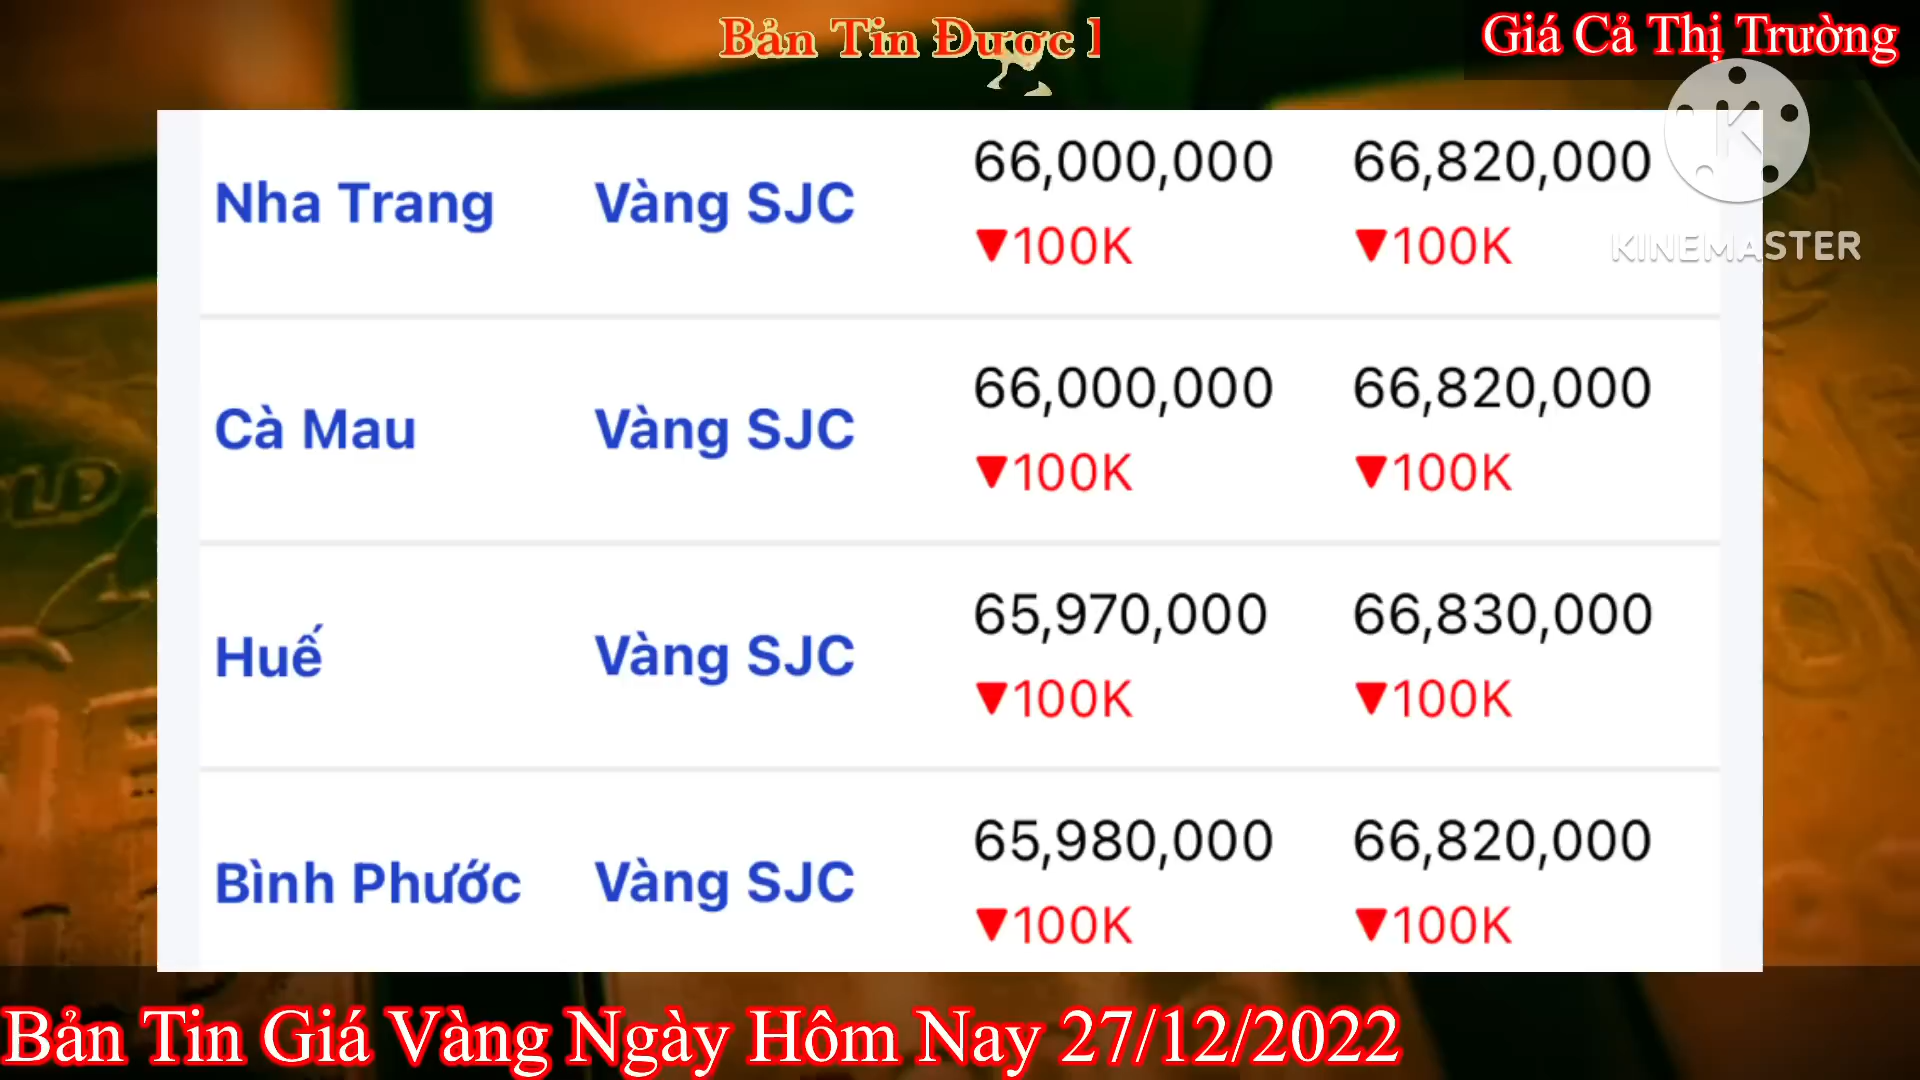 Bản Tin Được
Giá Cả Thị Trường
KINEMASTER
Nha Trang Vàng SJC 66,000,000 66,820,000
▼100K ▼100K
Cà Mau Vàng SJC 66,000,000 66,820,000
▼100K ▼100K
Huế Vàng SJC 65,970,000 66,830,000
▼100K ▼100K
Bình Phước Vàng SJC 65,980,000 66,820,000
▼100K ▼100K
Bản Tin Giá Vàng Ngày Hôm Nay 27/12/2022